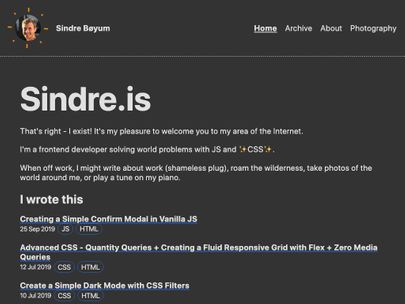 Sindre Bøyum
Home Archive About Photography
Sindre.is
That's right - I exist! It's my pleasure to welcome you to my area of the Internet.
I'm a frontend developer solving world problems with JS and ✨CSS✨.
When off work, I might write about work (shameless plug), roam the wilderness, take photos of the
world around me, or play a tune on my piano.
I wrote this
Creating a Simple Confirm Modal in Vanilla JS
25 Sep 2019 JS HTML
Advanced CSS - Quantity Queries + Creating a Fluid Responsive Grid with Flex + Zero Media
Queries
12 Jul 2019 CSS HTML
Create a Simple Dark Mode with CSS Filters
10 Jul 2019 CSS HTML